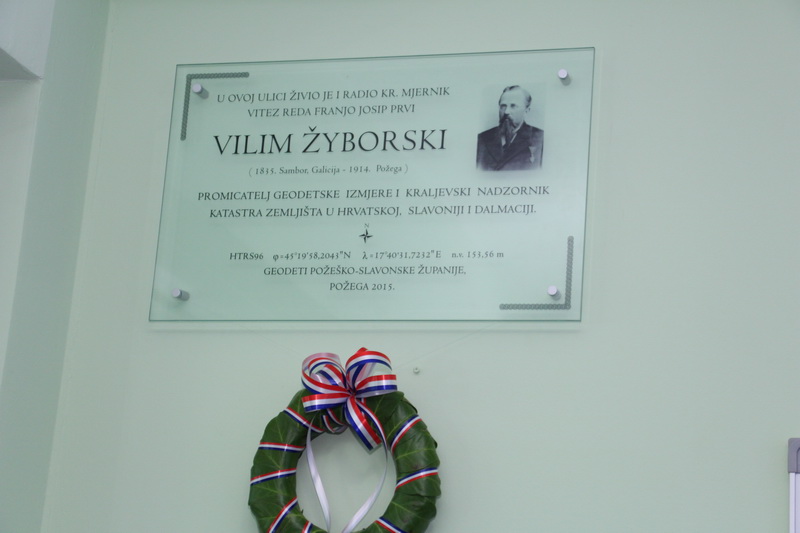 U OVOJ ULICI ŽIVIO JE I RADIO KR. MJERNIK
VITEZ REDA FRANJO JOSIP PRVI
VILIM ŽYBORSKI
( 1835. Sambor, Galicija - 1914. Požega )
PROMICATELJ GEODETSKE IZMJERE I KRALJEVSKI NADZORNIK
KATASTRA ZEMLJIŠTA U HRVATSKOJ, SLAVONIJI I DALMACIJI.
N
HTRS96 φ=45°19'58,2043"N λ=17°40'31,7232"E n.v. 153,56 m
GEODETI POŽEŠKO-SLAVONSKE ŽUPANIJE,
POŽEGA 2015.